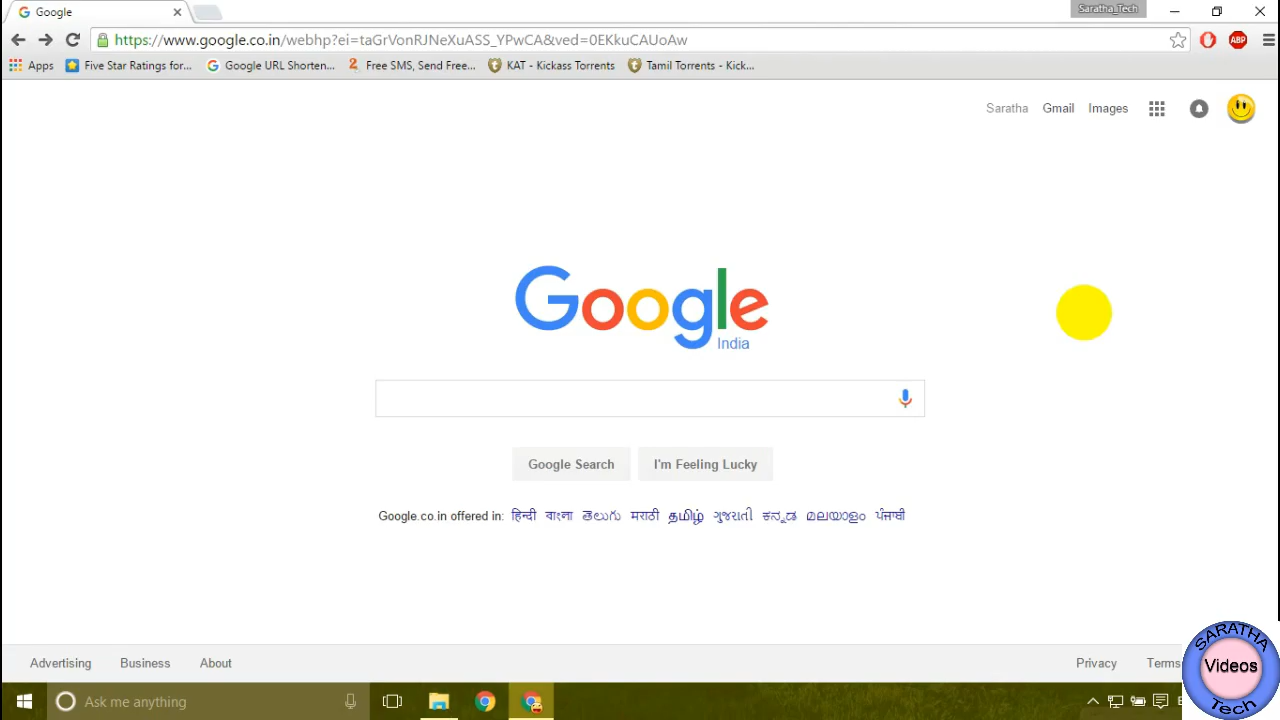 Google
Saratha_Tech
https://www.google.co.in/webhp?ei=taGrVonRJNeXuASS_YPwCA&ved=0EKkuCAUoAw
ABP
Apps Five Star Ratings for... Google URL Shorten... Free SMS, Send Free... KAT - Kickass Torrents Tamil Torrents - Kick...
Saratha Gmail Images
Google
India
Google Search I'm Feeling Lucky
Google.co.in offered in: हिन्दी বাংলা తెలుగు मराठी தமிழ் ગુજરાતી ಕನ್ನಡ മലയാളം ਪੰਜਾਬੀ
Advertising Business About Privacy Terms
SARATHA
Videos
Tech
Ask me anything